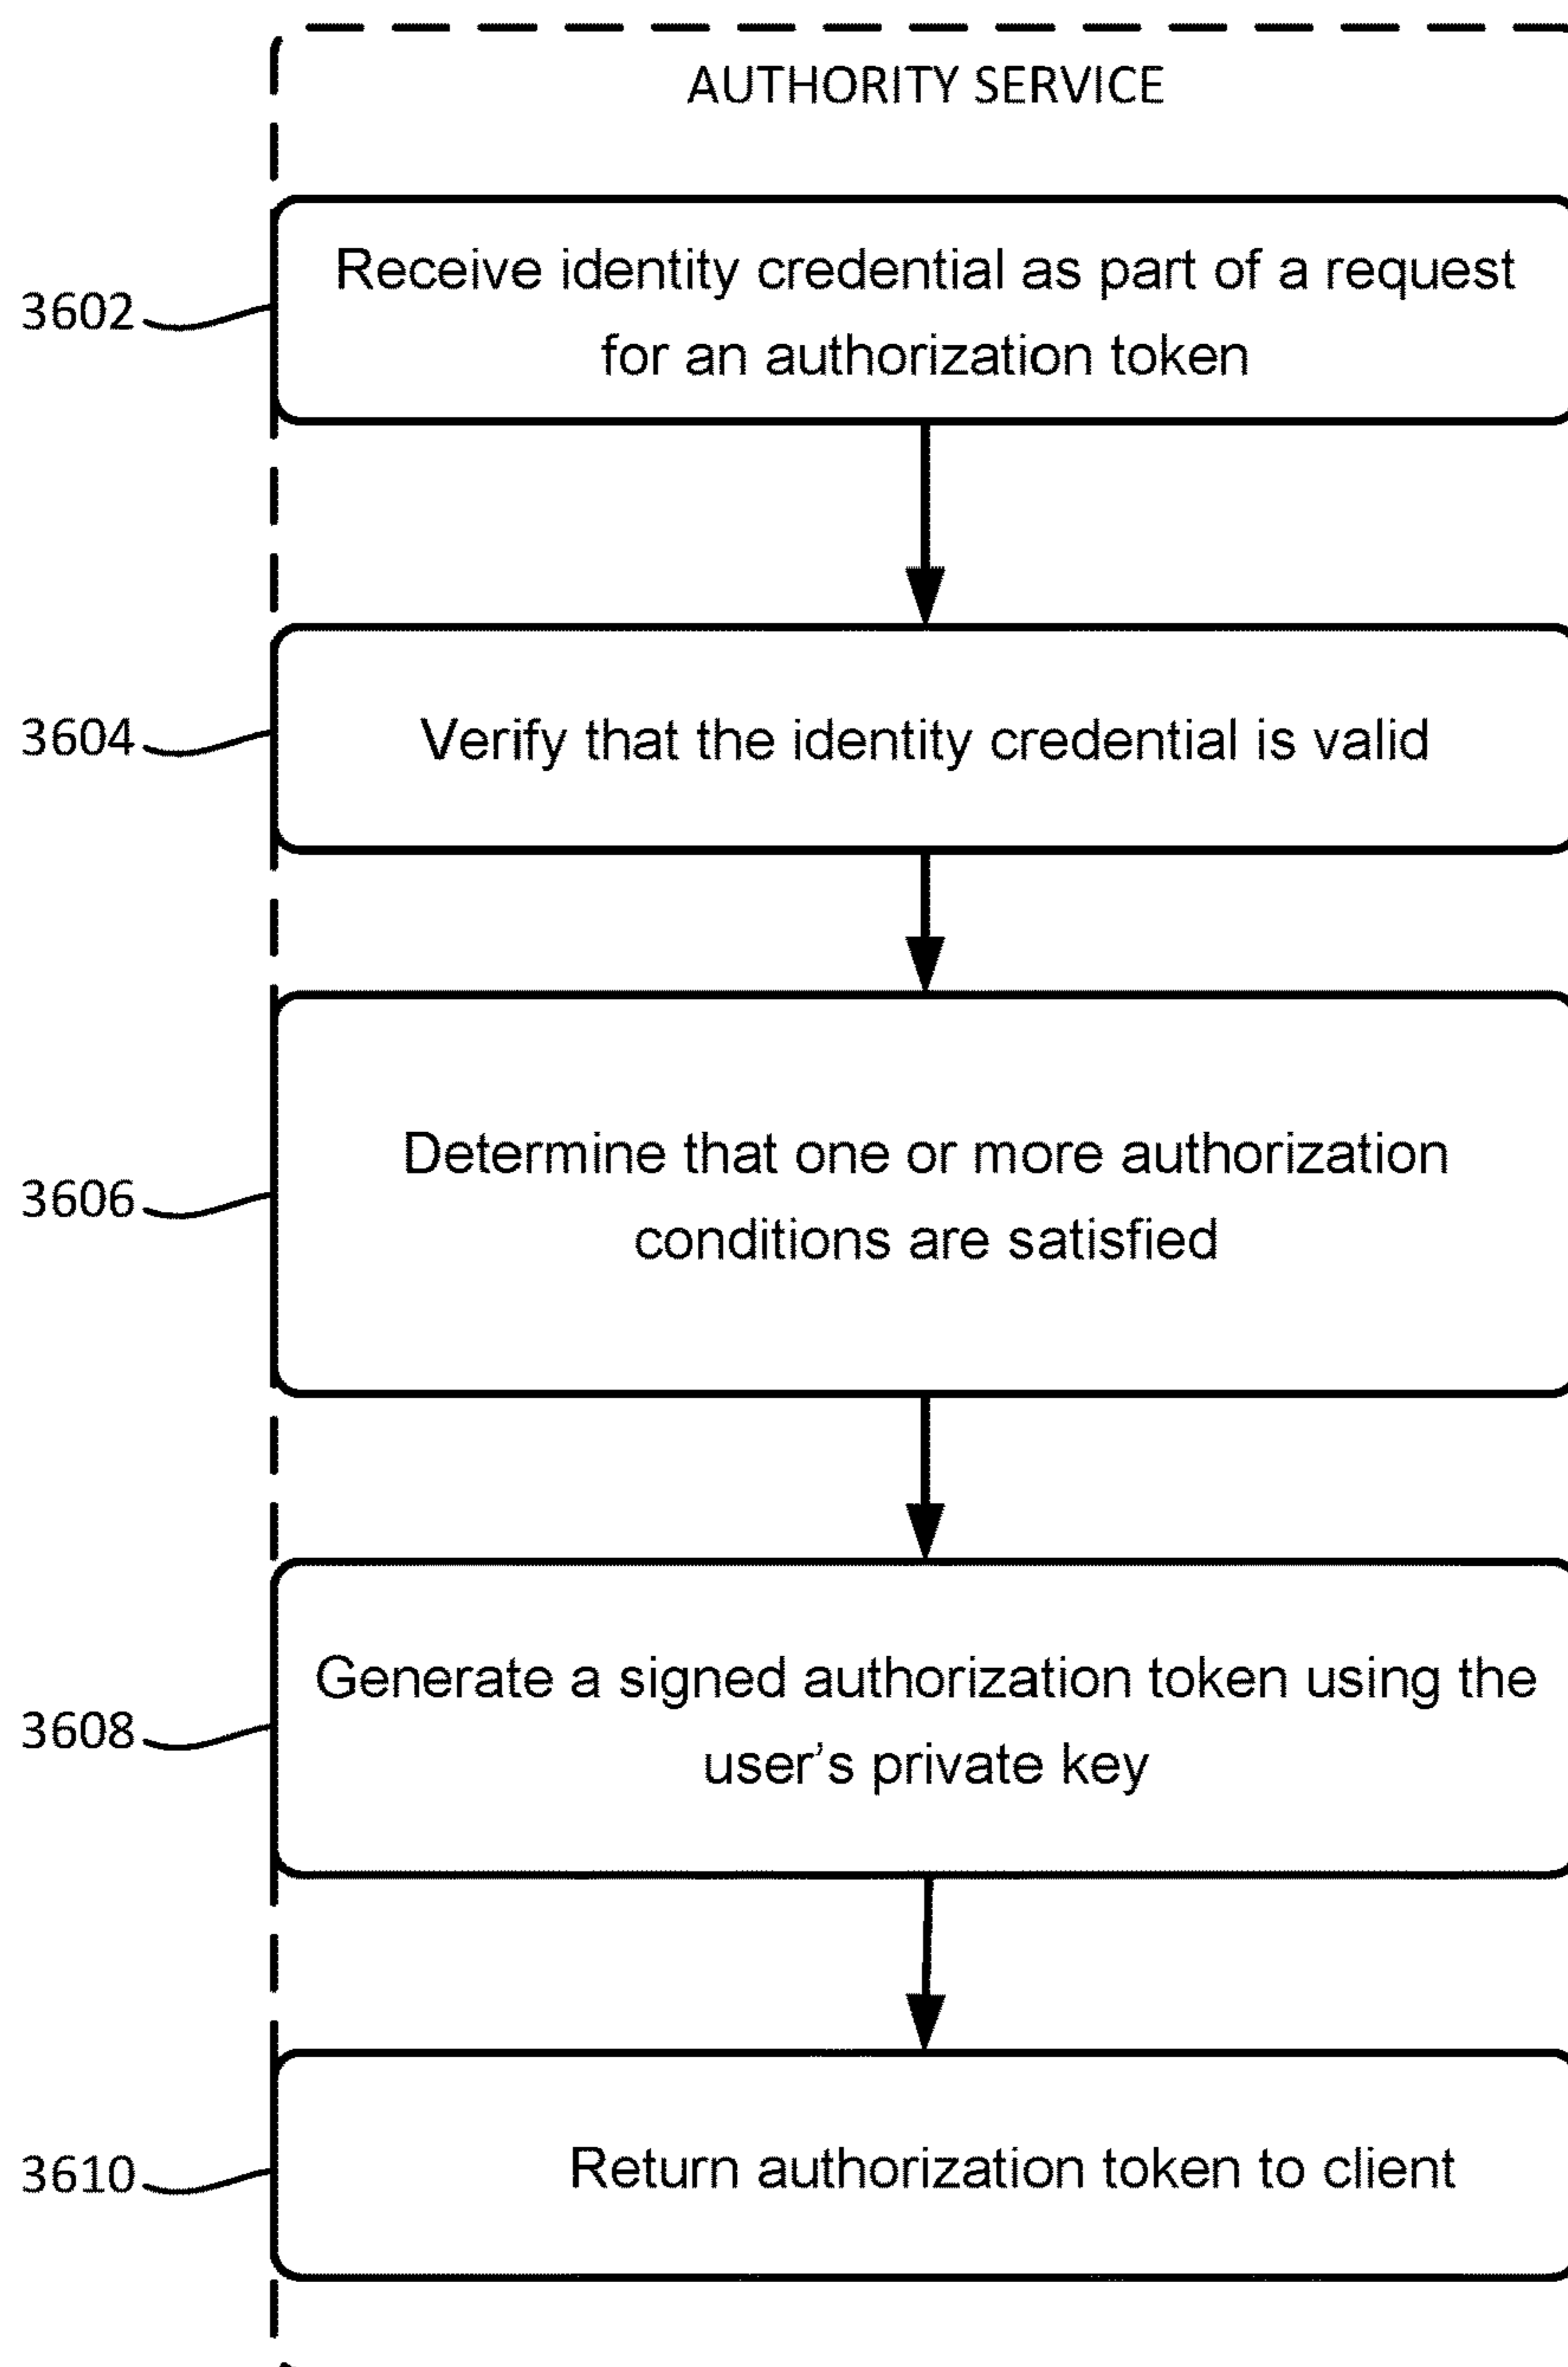 AUTHORITY SERVICE
3602
Receive identity credential as part of a request
for an authorization token
3604
Verify that the identity credential is valid
3606
Determine that one or more authorization
conditions are satisfied
3608
Generate a signed authorization token using the
user's private key
3610
Return authorization token to client